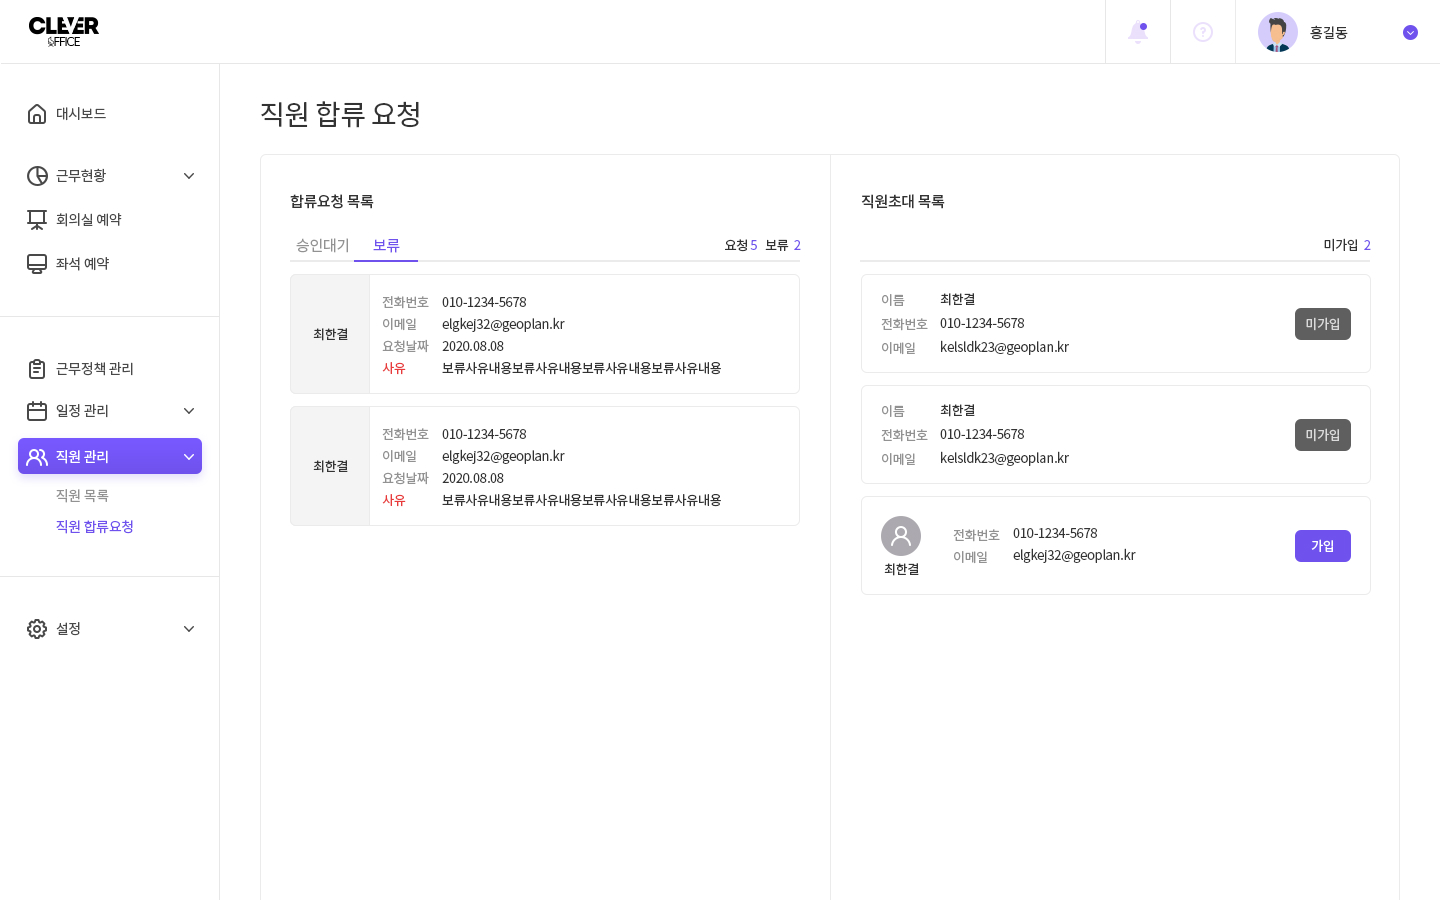 CLEVER
OFFICE
홍길동
대시보드
근무현황
회의실 예약
좌석 예약
근무정책 관리
일정 관리
직원 관리
직원 목록
직원 합류요청
설정
직원 합류 요청
합류요청 목록
승인대기 보류 요청 5 보류 2
최한결
전화번호 010-1234-5678
이메일 elgkej32@geoplan.kr
요청날짜 2020.08.08
사유 보류사유내용보류사유내용보류사유내용보류사유내용
최한결
전화번호 010-1234-5678
이메일 elgkej32@geoplan.kr
요청날짜 2020.08.08
사유 보류사유내용보류사유내용보류사유내용보류사유내용
직원초대 목록
미가입 2
이름 최한결
전화번호 010-1234-5678
이메일 kelsldk23@geoplan.kr
미가입
이름 최한결
전화번호 010-1234-5678
이메일 kelsldk23@geoplan.kr
미가입
최한결
전화번호 010-1234-5678
이메일 elgkej32@geoplan.kr
가입